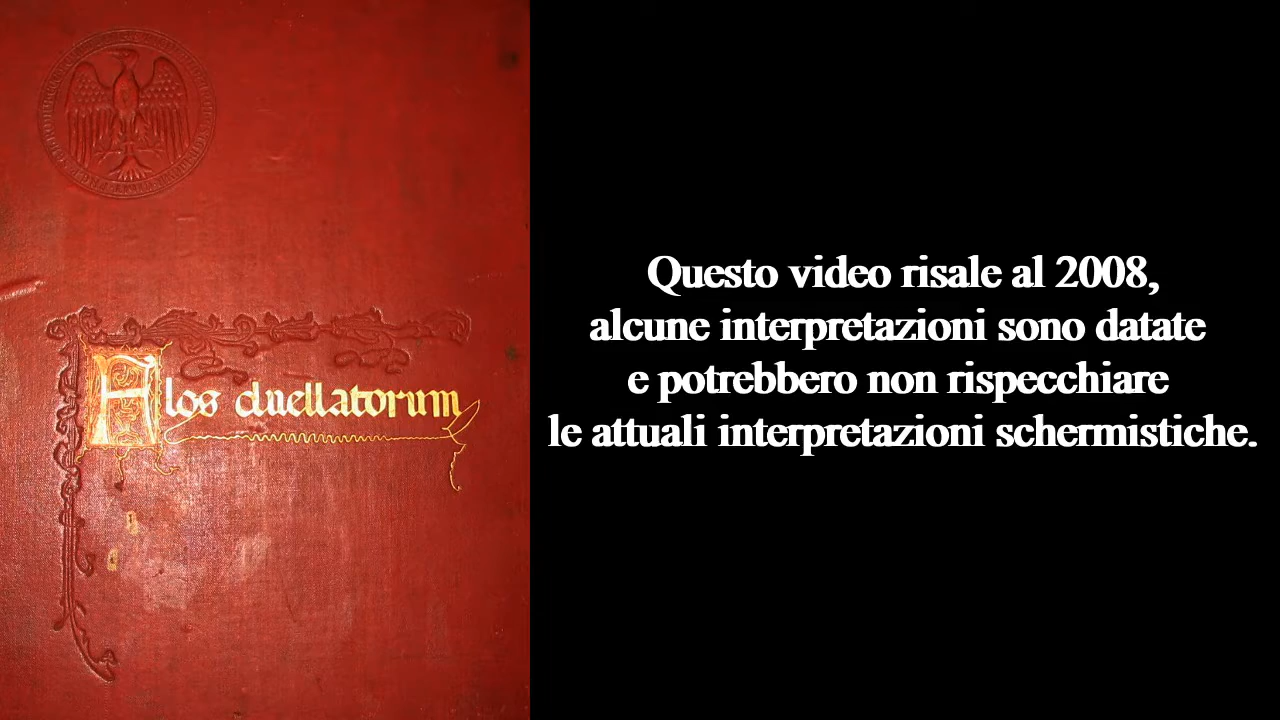 Flos duellatorum
Questo video risale al 2008,
alcune interpretazioni sono datate
e potrebbero non rispecchiare
le attuali interpretazioni schermistiche.